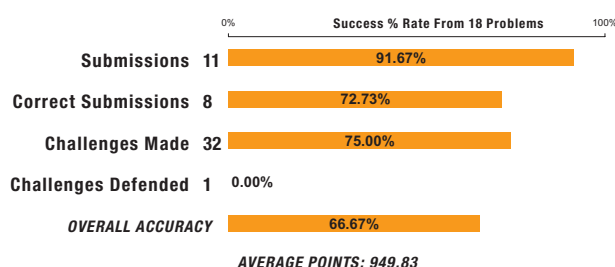 0% Success % Rate From 18 Problems 100%
Submissions 11 91.67%
Correct Submissions 8 72.73%
Challenges Made 32 75.00%
Challenges Defended 1 0.00%
OVERALL ACCURACY 66.67%
AVERAGE POINTS: 949.83